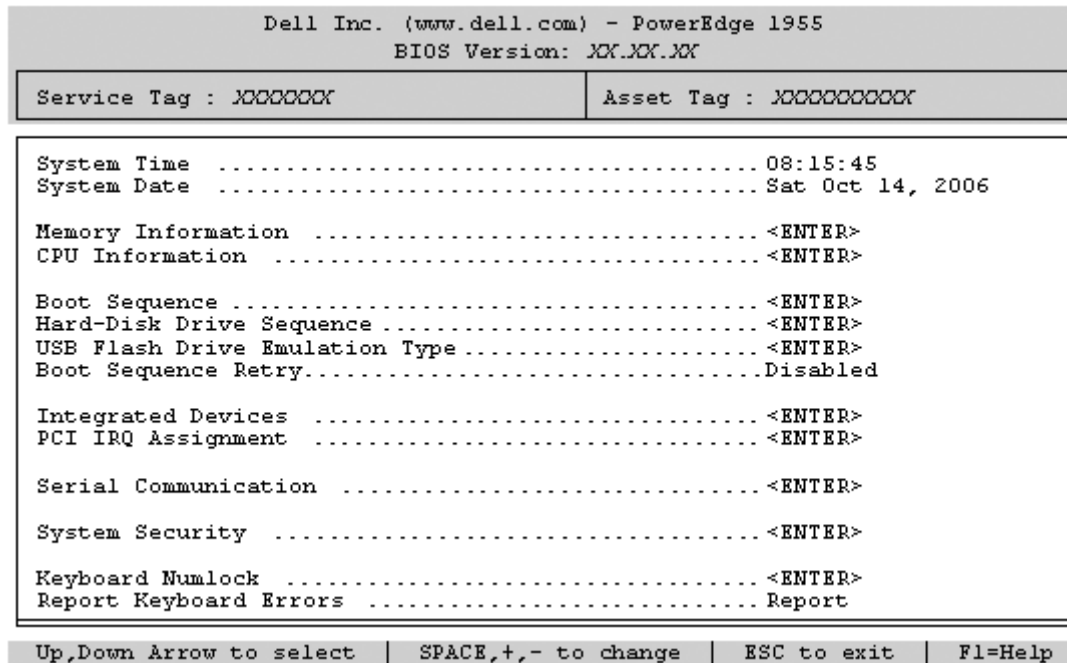 Dell Inc. (www.dell.com) - PowerEdge 1955
BIOS Version: XX.XX.XX
Service Tag : XXXXXXX Asset Tag : XXXXXXXXXX
System Time ........................................ 08:15:45
System Date ........................................ Sat Oct 14, 2006
Memory Information ................................. <ENTER>
CPU Information .................................... <ENTER>
Boot Sequence ....................................... <ENTER>
Hard-Disk Drive Sequence ............................ <ENTER>
USB Flash Drive Emulation Type ...................... <ENTER>
Boot Sequence Retry.................................. Disabled
Integrated Devices ................................. <ENTER>
PCI IRQ Assignment ................................. <ENTER>
Serial Communication ............................... <ENTER>
System Security .................................... <ENTER>
Keyboard Numlock ................................... <ENTER>
Report Keyboard Errors ............................. Report
Up,Down Arrow to select | SPACE,+,- to change | ESC to exit | F1=Help